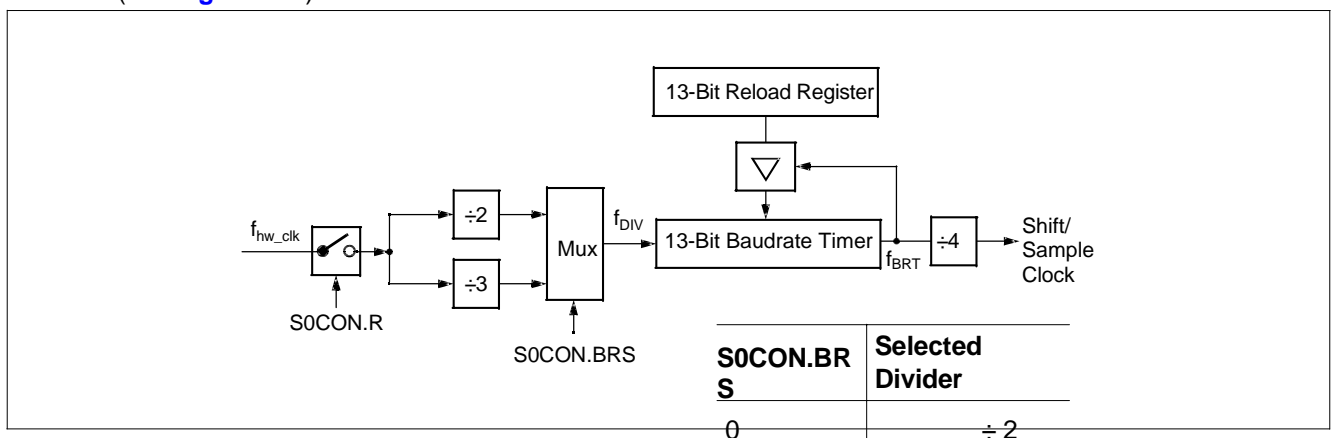 13-Bit Reload Register
f_hw_clk
÷2
÷3
Mux
f_DIV
13-Bit Baudrate Timer
f_BRT
÷4
Shift/
Sample
Clock
S0CON.R
S0CON.BRS
S0CON.BR
S
Selected
Divider
0
÷ 2